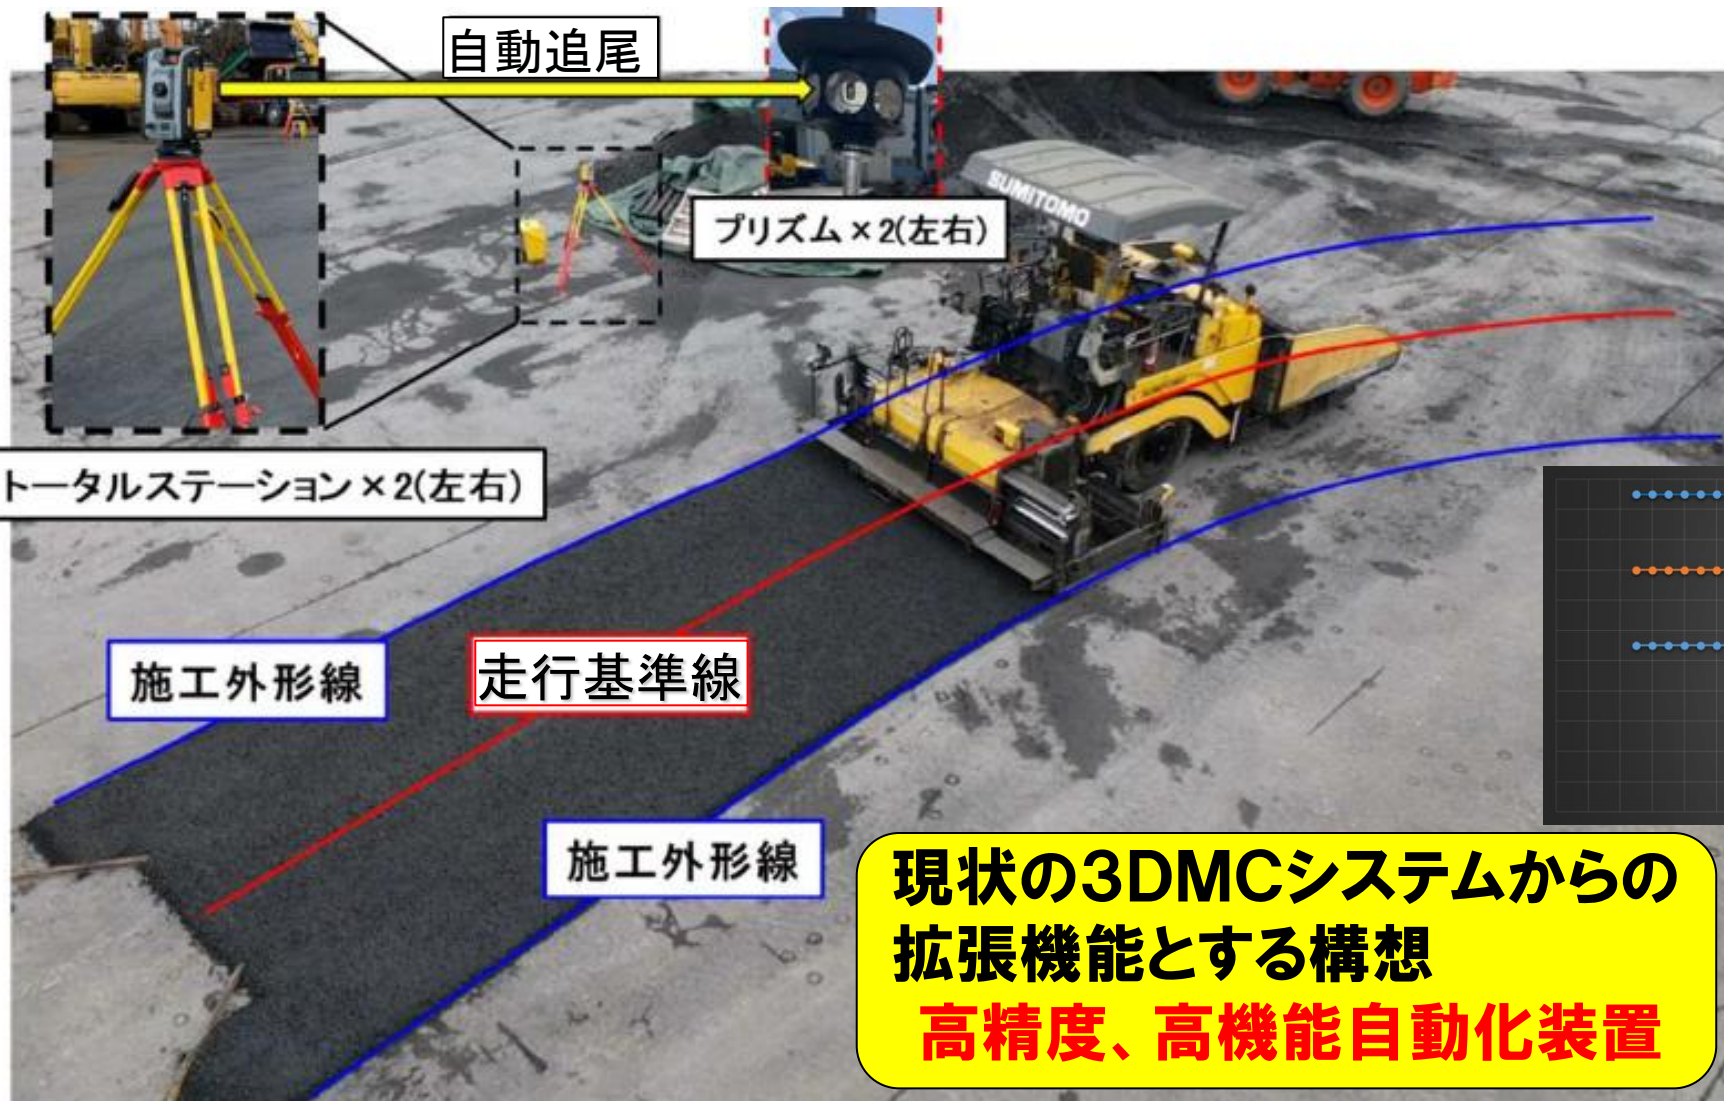 自動追尾
プリズム×2(左右)
SUMITOMO
トータルステーション×2(左右)
施工外形線
走行基準線
施工外形線
現状の3DMCシステムからの
拡張機能とする構想
高精度、高機能自動化装置